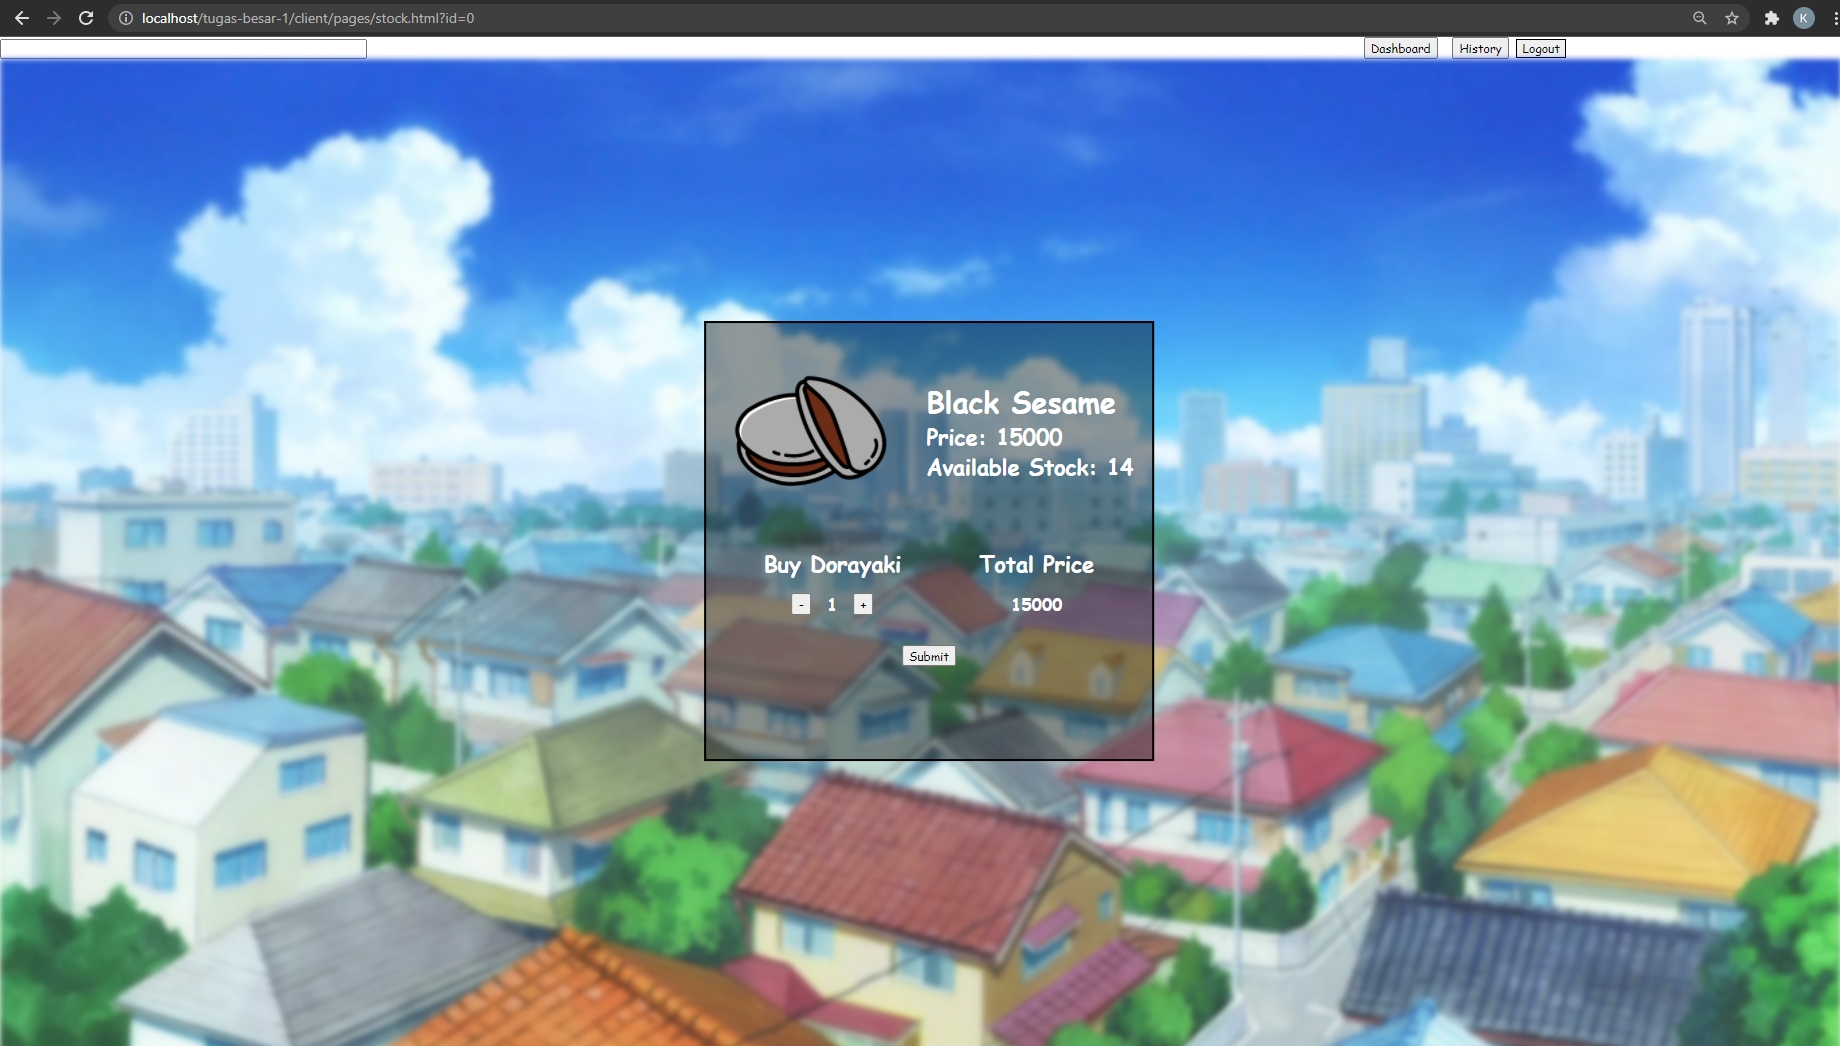 localhost/tugas-besar-1/client/pages/stock.html?id=0
K
Dashboard History Logout
Black Sesame
Price: 15000
Available Stock: 14
Buy Dorayaki Total Price
- 1 + 15000
Submit